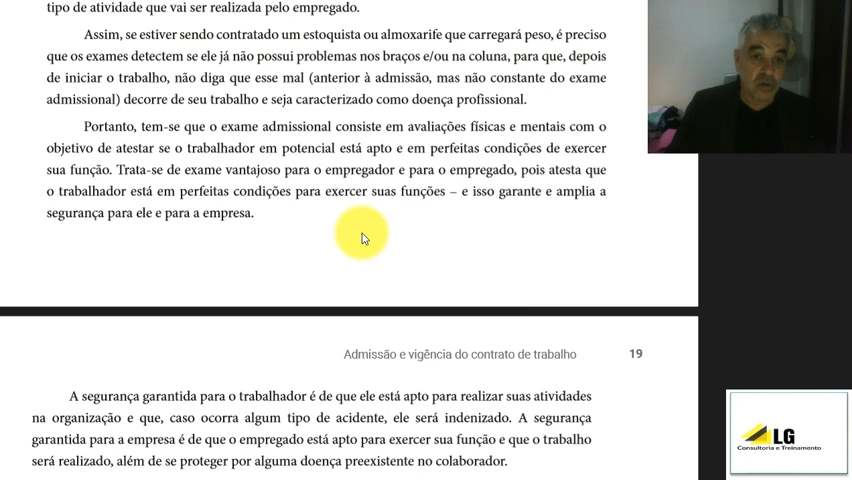 tipo de atividade que vai ser realizada pelo empregado.
Assim, se estiver sendo contratado um estoquista ou almoxarife que carregará peso, é preciso
que os exames detectem se ele já não possui problemas nos braços e/ou na coluna, para que, depois
de iniciar o trabalho, não diga que esse mal (anterior à admissão, mas não constante do exame
admissional) decorre de seu trabalho e seja caracterizado como doença profissional.
Portanto, tem-se que o exame admissional consiste em avaliações físicas e mentais com o
objetivo de atestar se o trabalhador em potencial está apto e em perfeitas condições de exercer
sua função. Trata-se de exame vantajoso para o empregador e para o empregado, pois atesta que
o trabalhador está em perfeitas condições para exercer suas funções – e isso garante e amplia a
segurança para ele e para a empresa.
Admissão e vigência do contrato de trabalho 19
A segurança garantida para o trabalhador é de que ele está apto para realizar suas atividades
na organização e que, caso ocorra algum tipo de acidente, ele será indenizado. A segurança
garantida para a empresa é de que o empregado está apto para exercer sua função e que o trabalho
será realizado, além de se proteger por alguma doença preexistente no colaborador.
LG
Consultoria e Treinamento